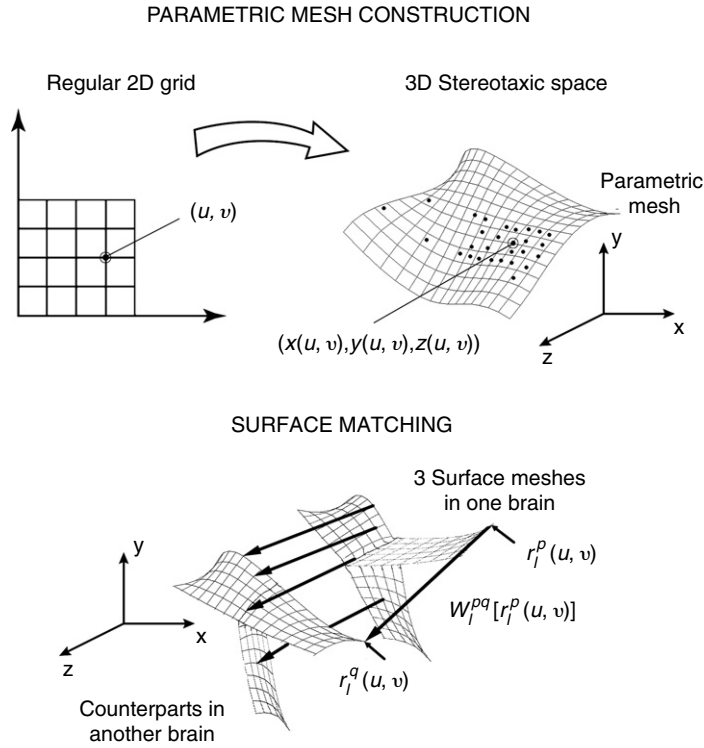 PARAMETRIC MESH CONSTRUCTION
Regular 2D grid
3D Stereotaxic space
(u, υ)
Parametric
mesh
y
x
z
(x(u, υ),y(u, υ),z(u, υ))
SURFACE MATCHING
3 Surface meshes
in one brain
y
x
z
r_l^p(u, υ)
W_l^{pq}[r_l^p(u, υ)]
r_l^q(u, υ)
Counterparts in
another brain